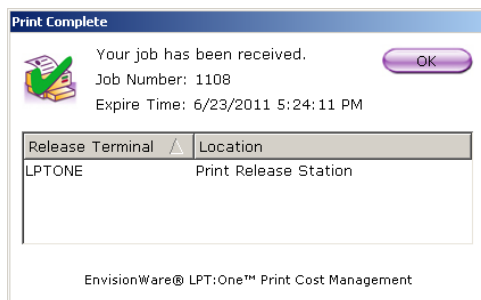 Print Complete
Your job has been received.
OK
Job Number: 1108
Expire Time: 6/23/2011 5:24:11 PM
Release Terminal Location
LPTONE Print Release Station
EnvisionWare® LPT:One™ Print Cost Management